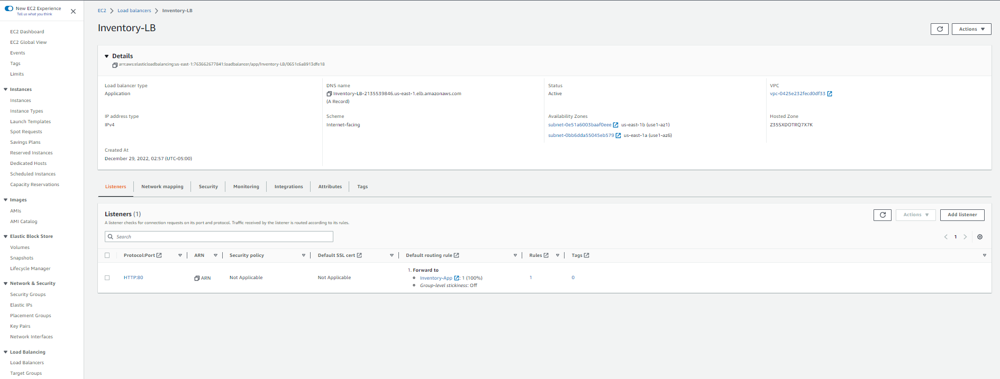 New EC2 Experience
Tell us what you think
EC2 Dashboard
EC2 Global View
Events
Tags
Limits
Instances
Instances
Instance Types
Launch Templates
Spot Requests
Savings Plans
Reserved Instances
Dedicated Hosts
Scheduled Instances
Capacity Reservations
Images
AMIs
AMI Catalog
Elastic Block Store
Volumes
Snapshots
Lifecycle Manager
Network & Security
Security Groups
Elastic IPs
Placement Groups
Key Pairs
Network Interfaces
Load Balancing
Load Balancers
Target Groups
EC2 > Load balancers > Inventory-LB
Inventory-LB
Actions
Details
arn:aws:elasticloadbalancing:us-east-1:763662677841:loadbalancer/app/Inventory-LB/0651c6a8913dfe18
Load balancer type
Application
DNS name
Inventory-LB-2135539846.us-east-1.elb.amazonaws.com
(A Record)
Status
Active
VPC
vpc-0425e232fecd0df33
IP address type
IPv4
Scheme
Internet-facing
Availability Zones
subnet-0e51a6003baaf0eee us-east-1b (use1-az1)
subnet-0bb6dda55045eb579 us-east-1a (use1-az6)
Hosted Zone
Z35SXDOTRQ7X7K
Created At
December 29, 2022, 02:57 (UTC-05:00)
Listeners Network mapping Security Monitoring Integrations Attributes Tags
Listeners (1)
A listener checks for connection requests on its port and protocol. Traffic received by the listener is routed according to its rules.
Actions Add listener
Search
1
Protocol:Port ARN Security policy Default SSL cert Default routing rule Rules Tags
HTTP:80 ARN Not Applicable Not Applicable
1. Forward to
Inventory-App : 1 (100%)
Group-level stickiness: Off
1 0